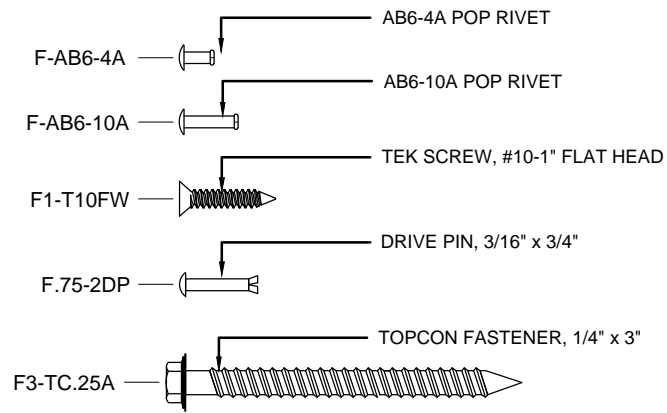 AB6-4A POP RIVET
F-AB6-4A
AB6-10A POP RIVET
F-AB6-10A
TEK SCREW, #10-1" FLAT HEAD
F1-T10FW
DRIVE PIN, 3/16" x 3/4"
F.75-2DP
TOPCON FASTENER, 1/4" x 3"
F3-TC.25A